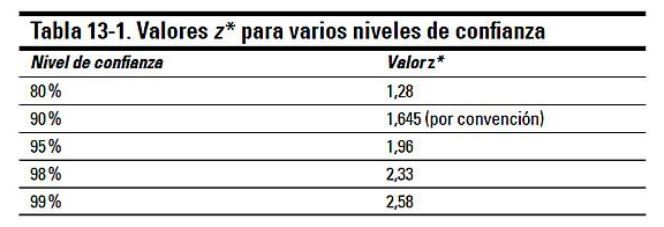 Tabla 13-1. Valores z* para varios niveles de confianza
Nivel de confianza Valor z*
80% 1,28
90% 1,645 (por convención)
95% 1,96
98% 2,33
99% 2,58